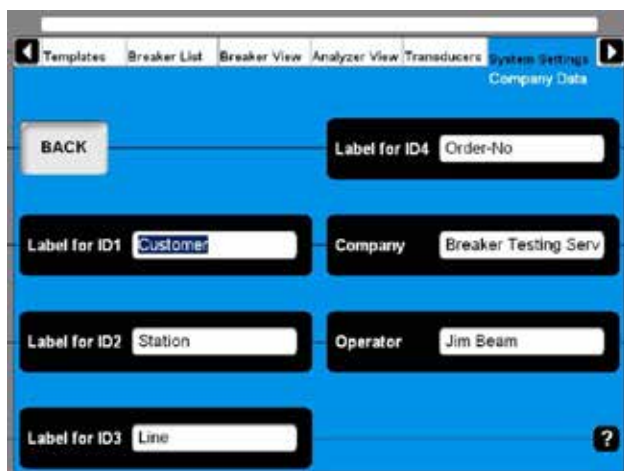 Templates Breaker List Breaker View Analyzer View Transducers System Settings
Company Data
BACK
Label for ID4 Order-No
Label for ID1 Customer
Company Breaker Testing Serv
Label for ID2 Station
Operator Jim Beam
Label for ID3 Line
?